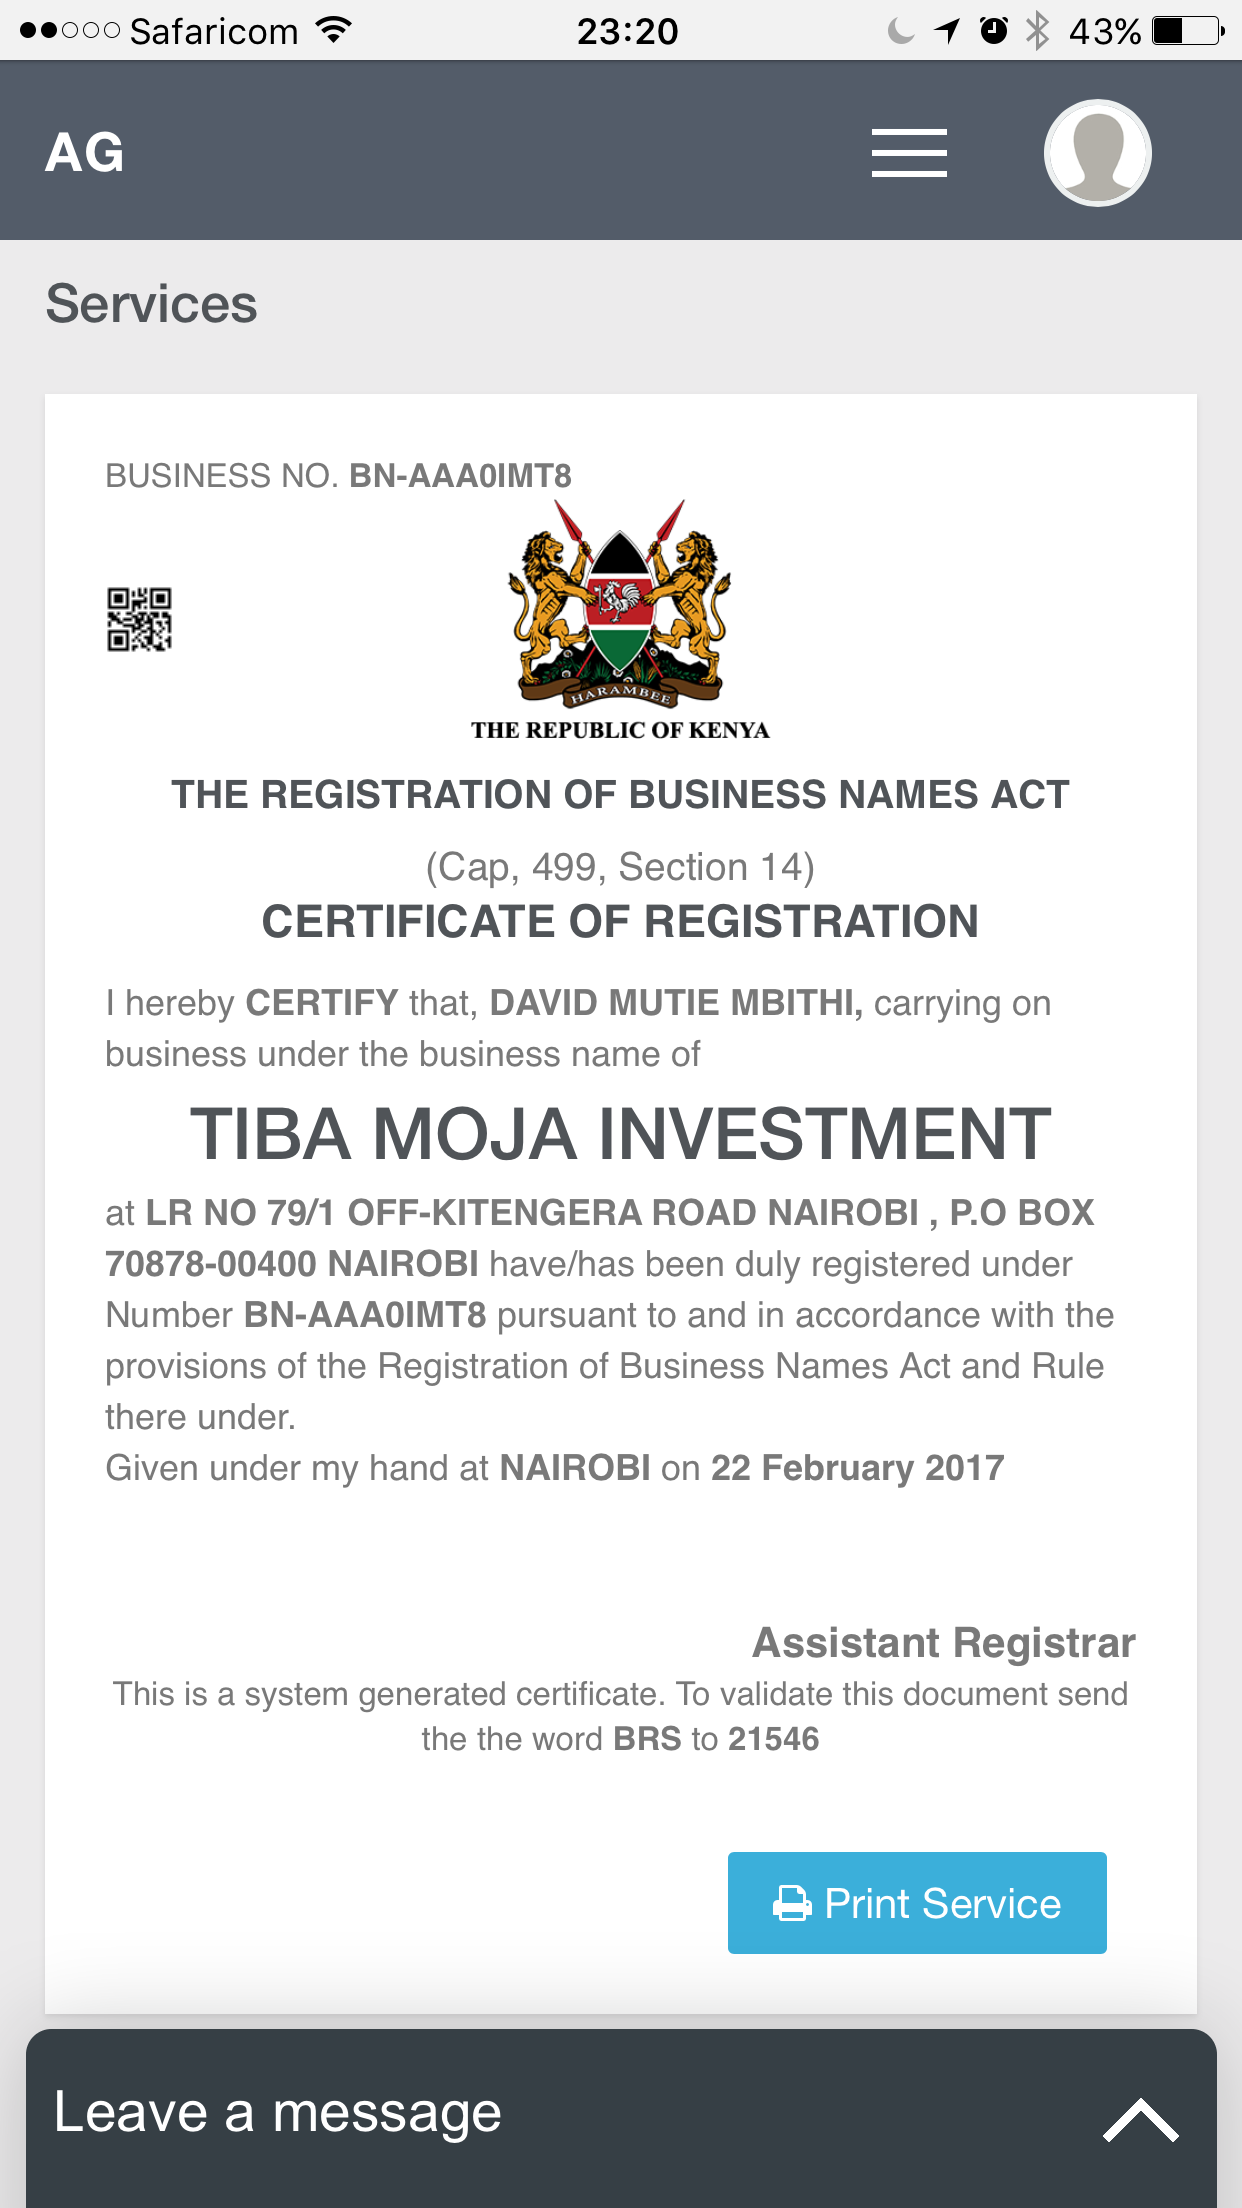 Safaricom 23:20 43%
AG
Services
BUSINESS NO. BN-AAA0IMT8
HARAMBEE
THE REPUBLIC OF KENYA
THE REGISTRATION OF BUSINESS NAMES ACT
(Cap, 499, Section 14)
CERTIFICATE OF REGISTRATION
I hereby CERTIFY that, DAVID MUTIE MBITHI, carrying on
business under the business name of
TIBA MOJA INVESTMENT
at LR NO 79/1 OFF-KITENGERA ROAD NAIROBI , P.O BOX
70878-00400 NAIROBI have/has been duly registered under
Number BN-AAA0IMT8 pursuant to and in accordance with the
provisions of the Registration of Business Names Act and Rule
there under.
Given under my hand at NAIROBI on 22 February 2017
Assistant Registrar
This is a system generated certificate. To validate this document send
the the word BRS to 21546
Print Service
Leave a message